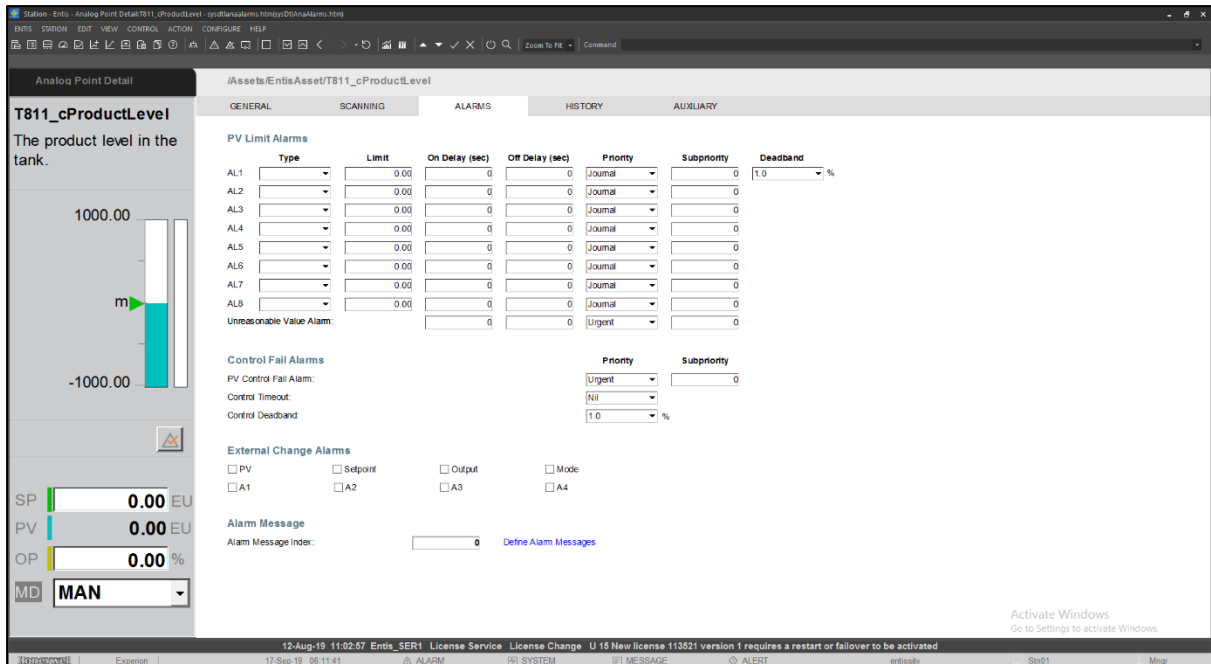 Station - Entis - Analog Point Detail:T811_cProductLevel - sysdtlanaalarms.htm(sysDtlAnaAlarms.htm)
ENTIS STATION EDIT VIEW CONTROL ACTION CONFIGURE HELP
Zoom To Fit Command
Analog Point Detail /Assets/EntisAsset/T811_cProductLevel
GENERAL SCANNING ALARMS HISTORY AUXILIARY
T811_cProductLevel
The product level in the
tank.
1000.00
m
-1000.00
SP 0.00 EU
PV 0.00 EU
OP 0.00 %
MD MAN
PV Limit Alarms
Type Limit On Delay (sec) Off Delay (sec) Priority Subpriority Deadband
AL1 0.00 0 0 Journal 0 1.0 %
AL2 0.00 0 0 Journal 0
AL3 0.00 0 0 Journal 0
AL4 0.00 0 0 Journal 0
AL5 0.00 0 0 Journal 0
AL6 0.00 0 0 Journal 0
AL7 0.00 0 0 Journal 0
AL8 0.00 0 0 Journal 0
Unreasonable Value Alarm: 0 0 Urgent 0
Control Fail Alarms Priority Subpriority
PV Control Fail Alarm: Urgent 0
Control Timeout: Nil
Control Deadband: 1.0 %
External Change Alarms
PV Setpoint Output Mode
A1 A2 A3 A4
Alarm Message
Alarm Message Index: 0 Define Alarm Messages
Activate Windows
Go to Settings to activate Windows.
12-Aug-19 11:02:57 Entis_SER1 License Service License Change U 15 New license 113521 version 1 requires a restart or failover to be activated
Honeywell Experion 17-Sep-19 06:11:41 ALARM SYSTEM MESSAGE ALERT entissity Stn01 Mngr